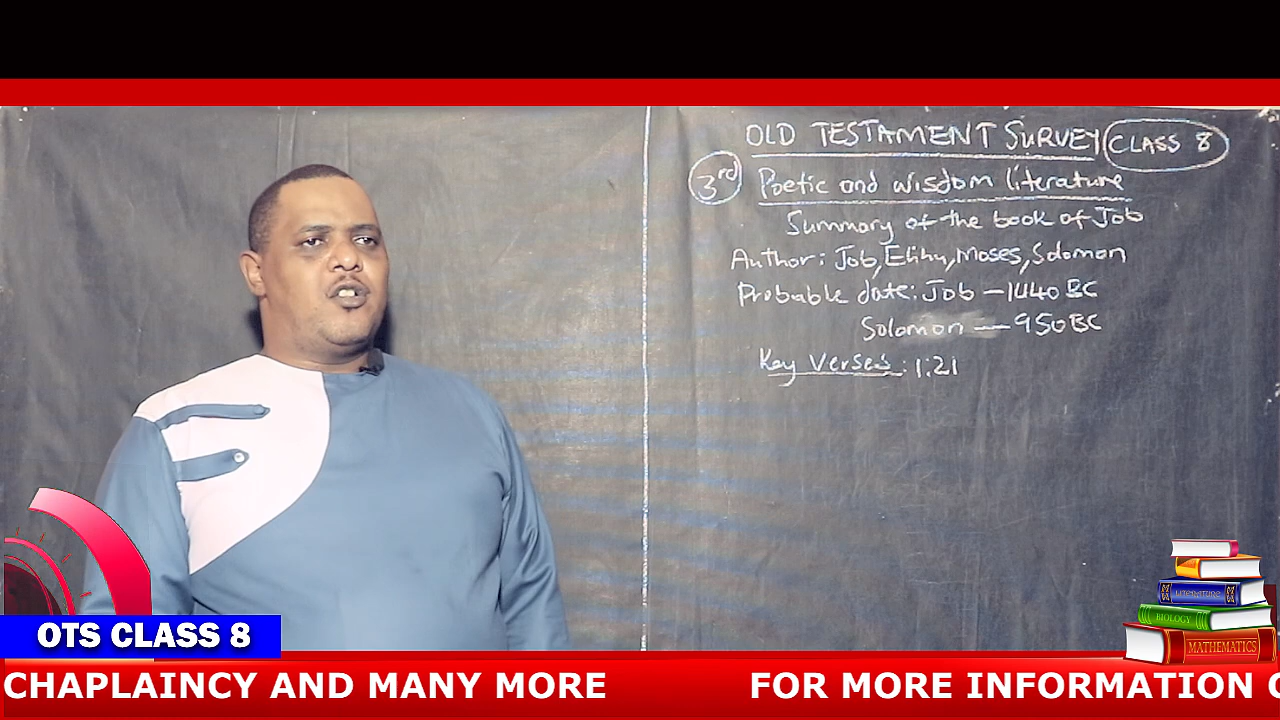 OLD TESTAMENT SURVEY CLASS 8
3rd Poetic and wisdom literature
Summary of the book of Job
Author: Job, Elihu, Moses, Solomon
Probable date: Job – 1440 BC
Solomon — 950 BC
Key Verses: 1:21
LITERATURE
BIOLOGY
MATHEMATICS
OTS CLASS 8
CHAPLAINCY AND MANY MORE FOR MORE INFORMATION